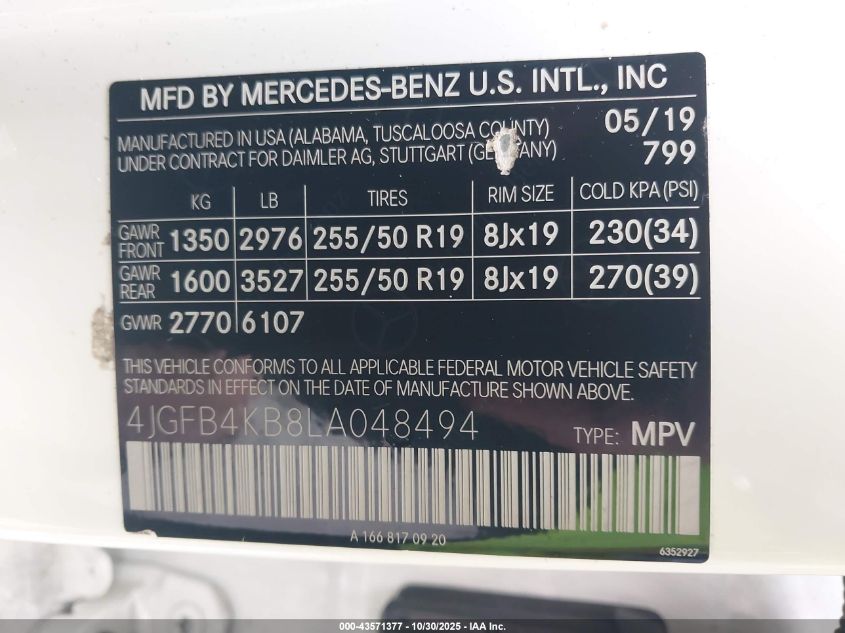 MFD BY MERCEDES-BENZ U.S. INTL., INC
MANUFACTURED IN USA (ALABAMA, TUSCALOOSA COUNTY) 05/19
UNDER CONTRACT FOR DAIMLER AG, STUTTGART (GERMANY) 799
KG LB TIRES RIM SIZE COLD KPA (PSI)
GAWR FRONT 1350 2976 255/50 R19 8Jx19 230(34)
GAWR REAR 1600 3527 255/50 R19 8Jx19 270(39)
GVWR 2770 6107
THIS VEHICLE CONFORMS TO ALL APPLICABLE FEDERAL MOTOR VEHICLE SAFETY
STANDARDS IN EFFECT ON THE DATE OF MANUFACTURE SHOWN ABOVE.
4JGFB4KB8LA048494 TYPE: MPV
A 166 817 09 20
6352927
000-43571377 - 10/30/2025 - IAA Inc.